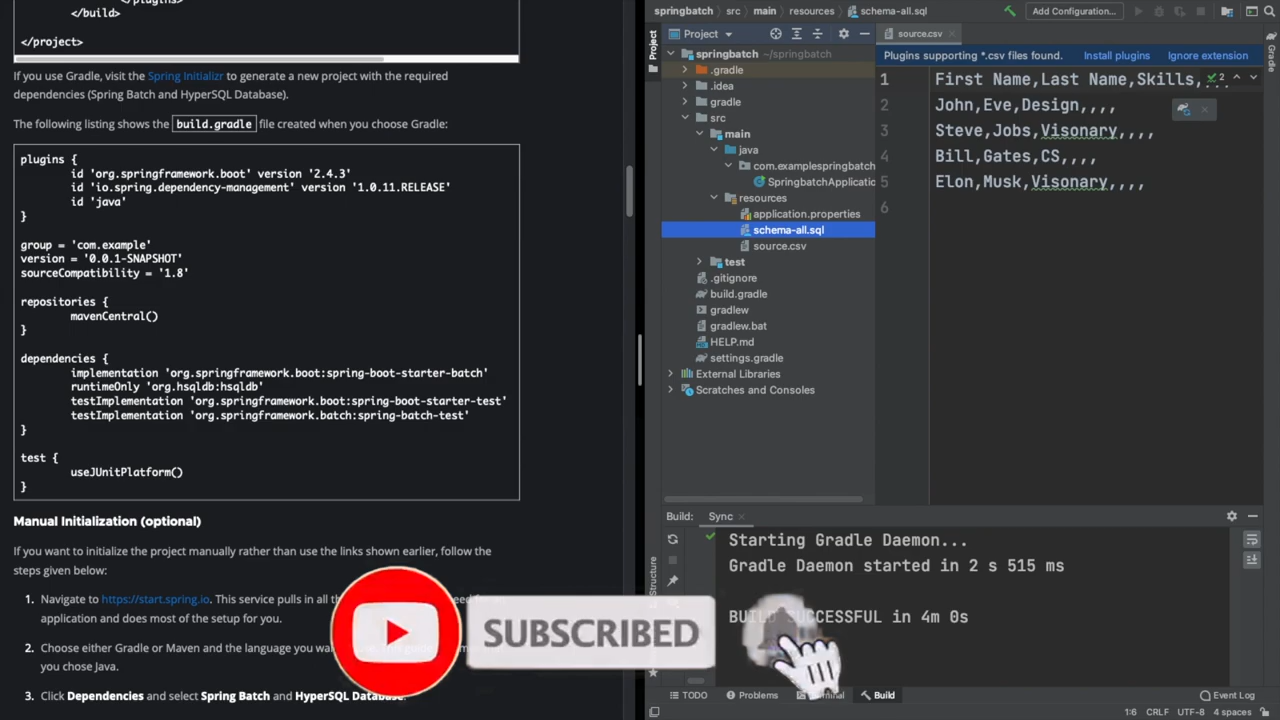 </plugins>
</build>
</project>
If you use Gradle, visit the Spring Initializr to generate a new project with the required
dependencies (Spring Batch and HyperSQL Database).
The following listing shows the build.gradle file created when you choose Gradle:
plugins {
id 'org.springframework.boot' version '2.4.3'
id 'io.spring.dependency-management' version '1.0.11.RELEASE'
id 'java'
}
group = 'com.example'
version = '0.0.1-SNAPSHOT'
sourceCompatibility = '1.8'
repositories {
mavenCentral()
}
dependencies {
implementation 'org.springframework.boot:spring-boot-starter-batch'
runtimeOnly 'org.hsqldb:hsqldb'
testImplementation 'org.springframework.boot:spring-boot-starter-test'
testImplementation 'org.springframework.batch:spring-batch-test'
}
test {
useJUnitPlatform()
}
Manual Initialization (optional)
If you want to initialize the project manually rather than use the links shown earlier, follow the
steps given below:
1. Navigate to https://start.spring.io. This service pulls in all the
application and does most of the setup for you.
2. Choose either Gradle or Maven and the language you
you chose Java.
3. Click Dependencies and select Spring Batch and HyperSQL Database.
SUBSCRIBED
springbatch > src > main > resources > schema-all.sql
Add Configuration...
Project
source.csv
springbatch ~/springbatch
.gradle
.idea
gradle
src
main
java
com.examplespringbatch
SpringbatchApplicatio
resources
application.properties
schema-all.sql
source.csv
test
.gitignore
build.gradle
gradlew
gradlew.bat
HELP.md
settings.gradle
External Libraries
Scratches and Consoles
Project
Structure
Gradle
Plugins supporting *.csv files found. Install plugins Ignore extension
1 First Name,Last Name,Skills,,,,
2
2 John,Eve,Design,,,,
3 Steve,Jobs,Visonary,,,,
4 Bill,Gates,CS,,,,
5 Elon,Musk,Visonary,,,,
6
Build: Sync
Starting Gradle Daemon...
Gradle Daemon started in 2 s 515 ms
BUILD SUCCESSFUL in 4m 0s
TODO Problems Terminal Build Event Log
1:6 CRLF UTF-8 4 spaces